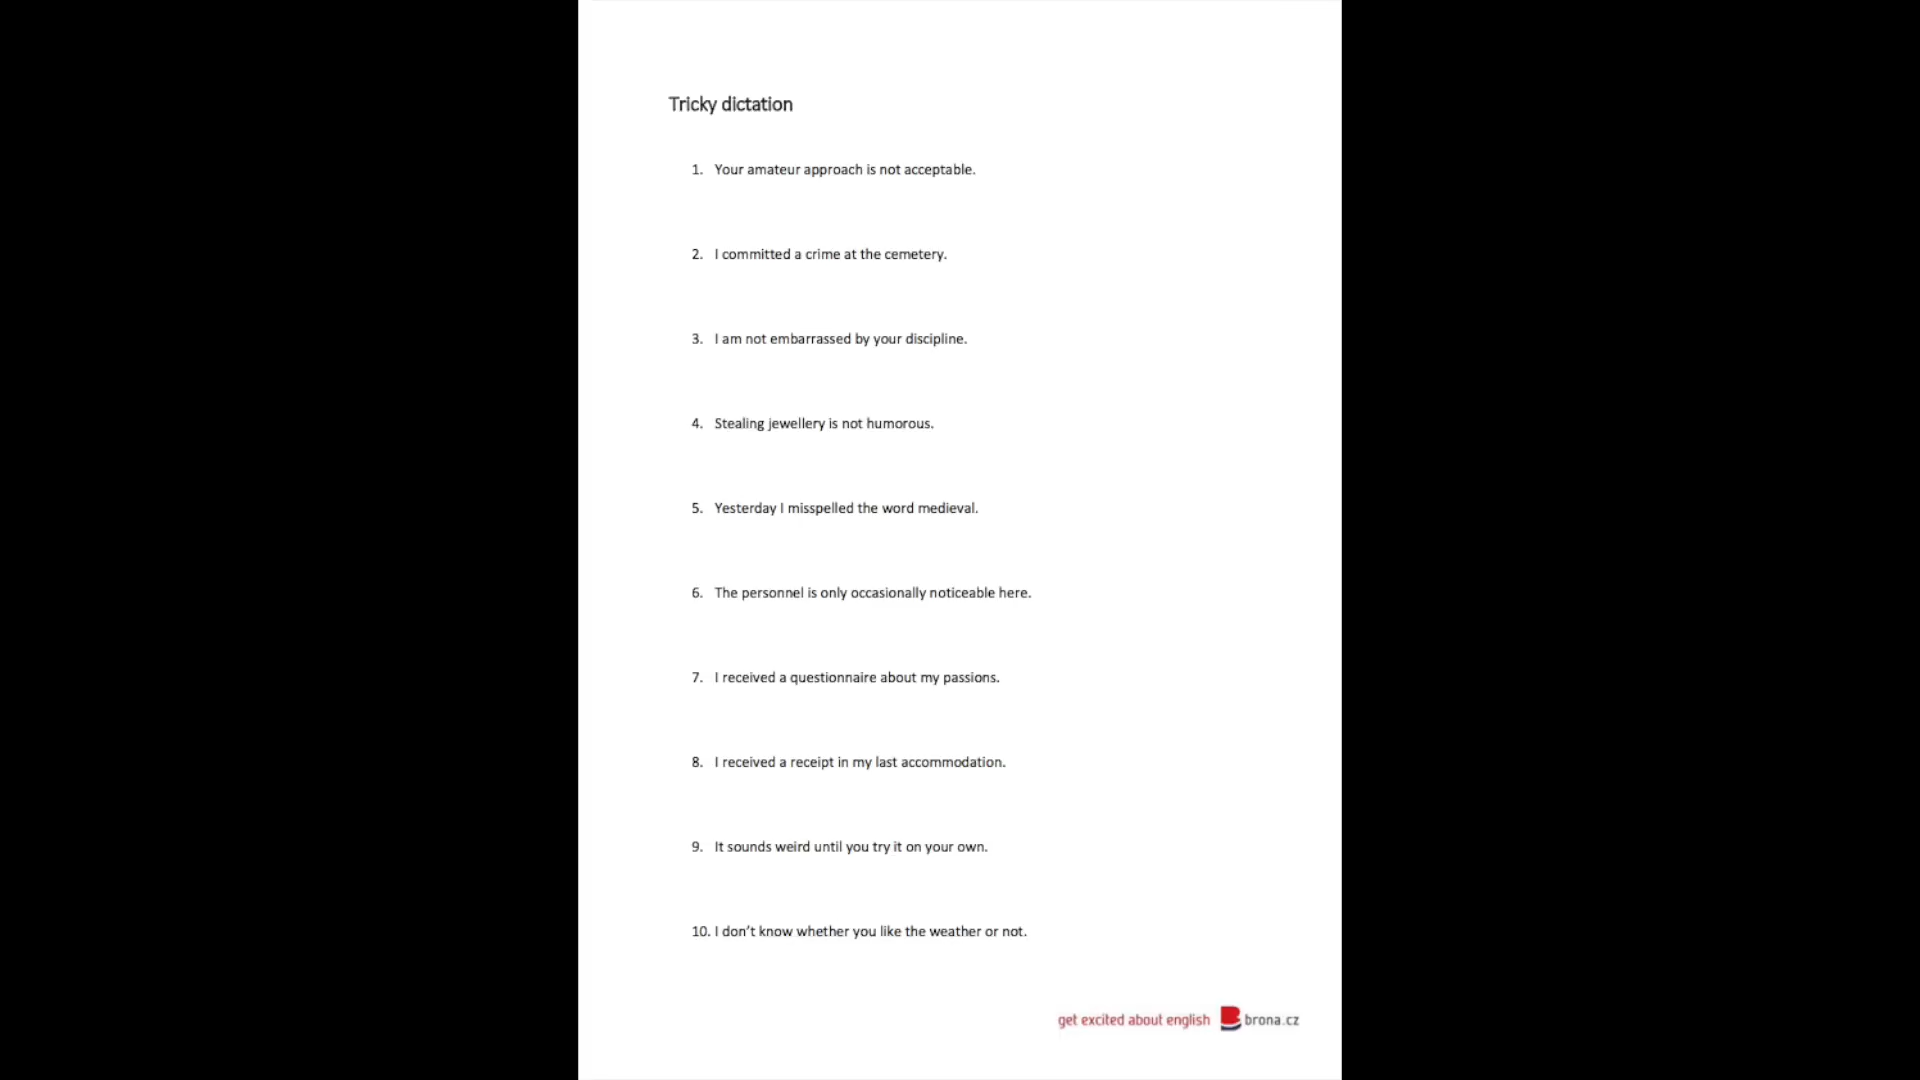 Tricky dictation
1. Your amateur approach is not acceptable.
2. I committed a crime at the cemetery.
3. I am not embarrassed by your discipline.
4. Stealing jewellery is not humorous.
5. Yesterday I misspelled the word medieval.
6. The personnel is only occasionally noticeable here.
7. I received a questionnaire about my passions.
8. I received a receipt in my last accommodation.
9. It sounds weird until you try it on your own.
10. I don’t know whether you like the weather or not.
get excited about english brona.cz